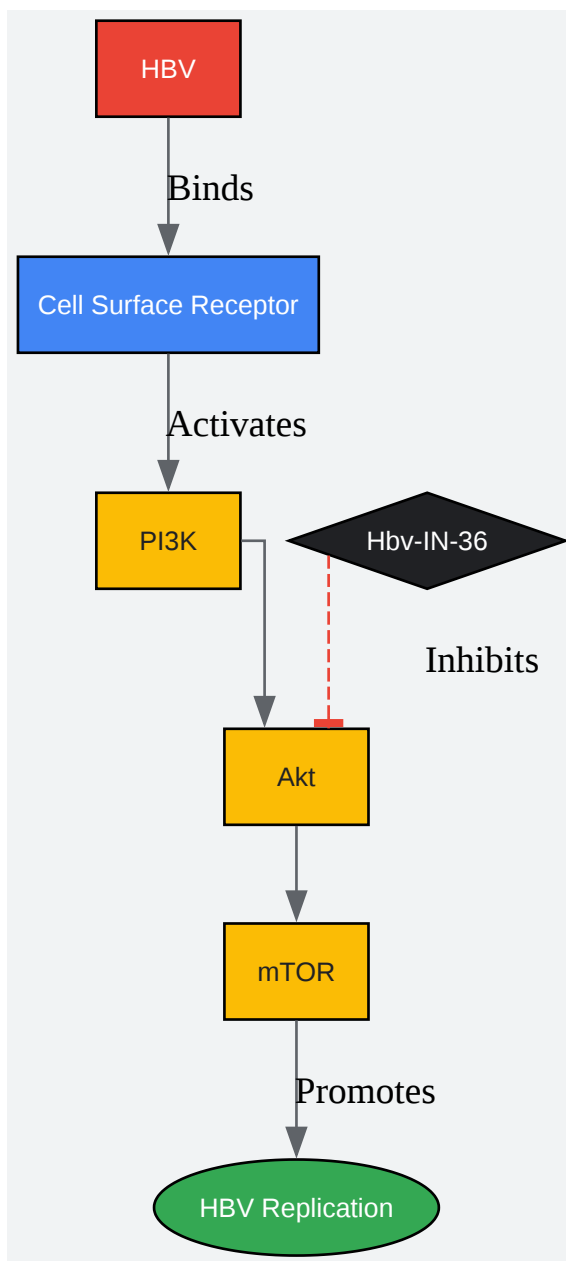 HBV
Binds
Cell Surface Receptor
Activates
PI3K
Hbv-IN-36
Inhibits
Akt
mTOR
Promotes
HBV Replication